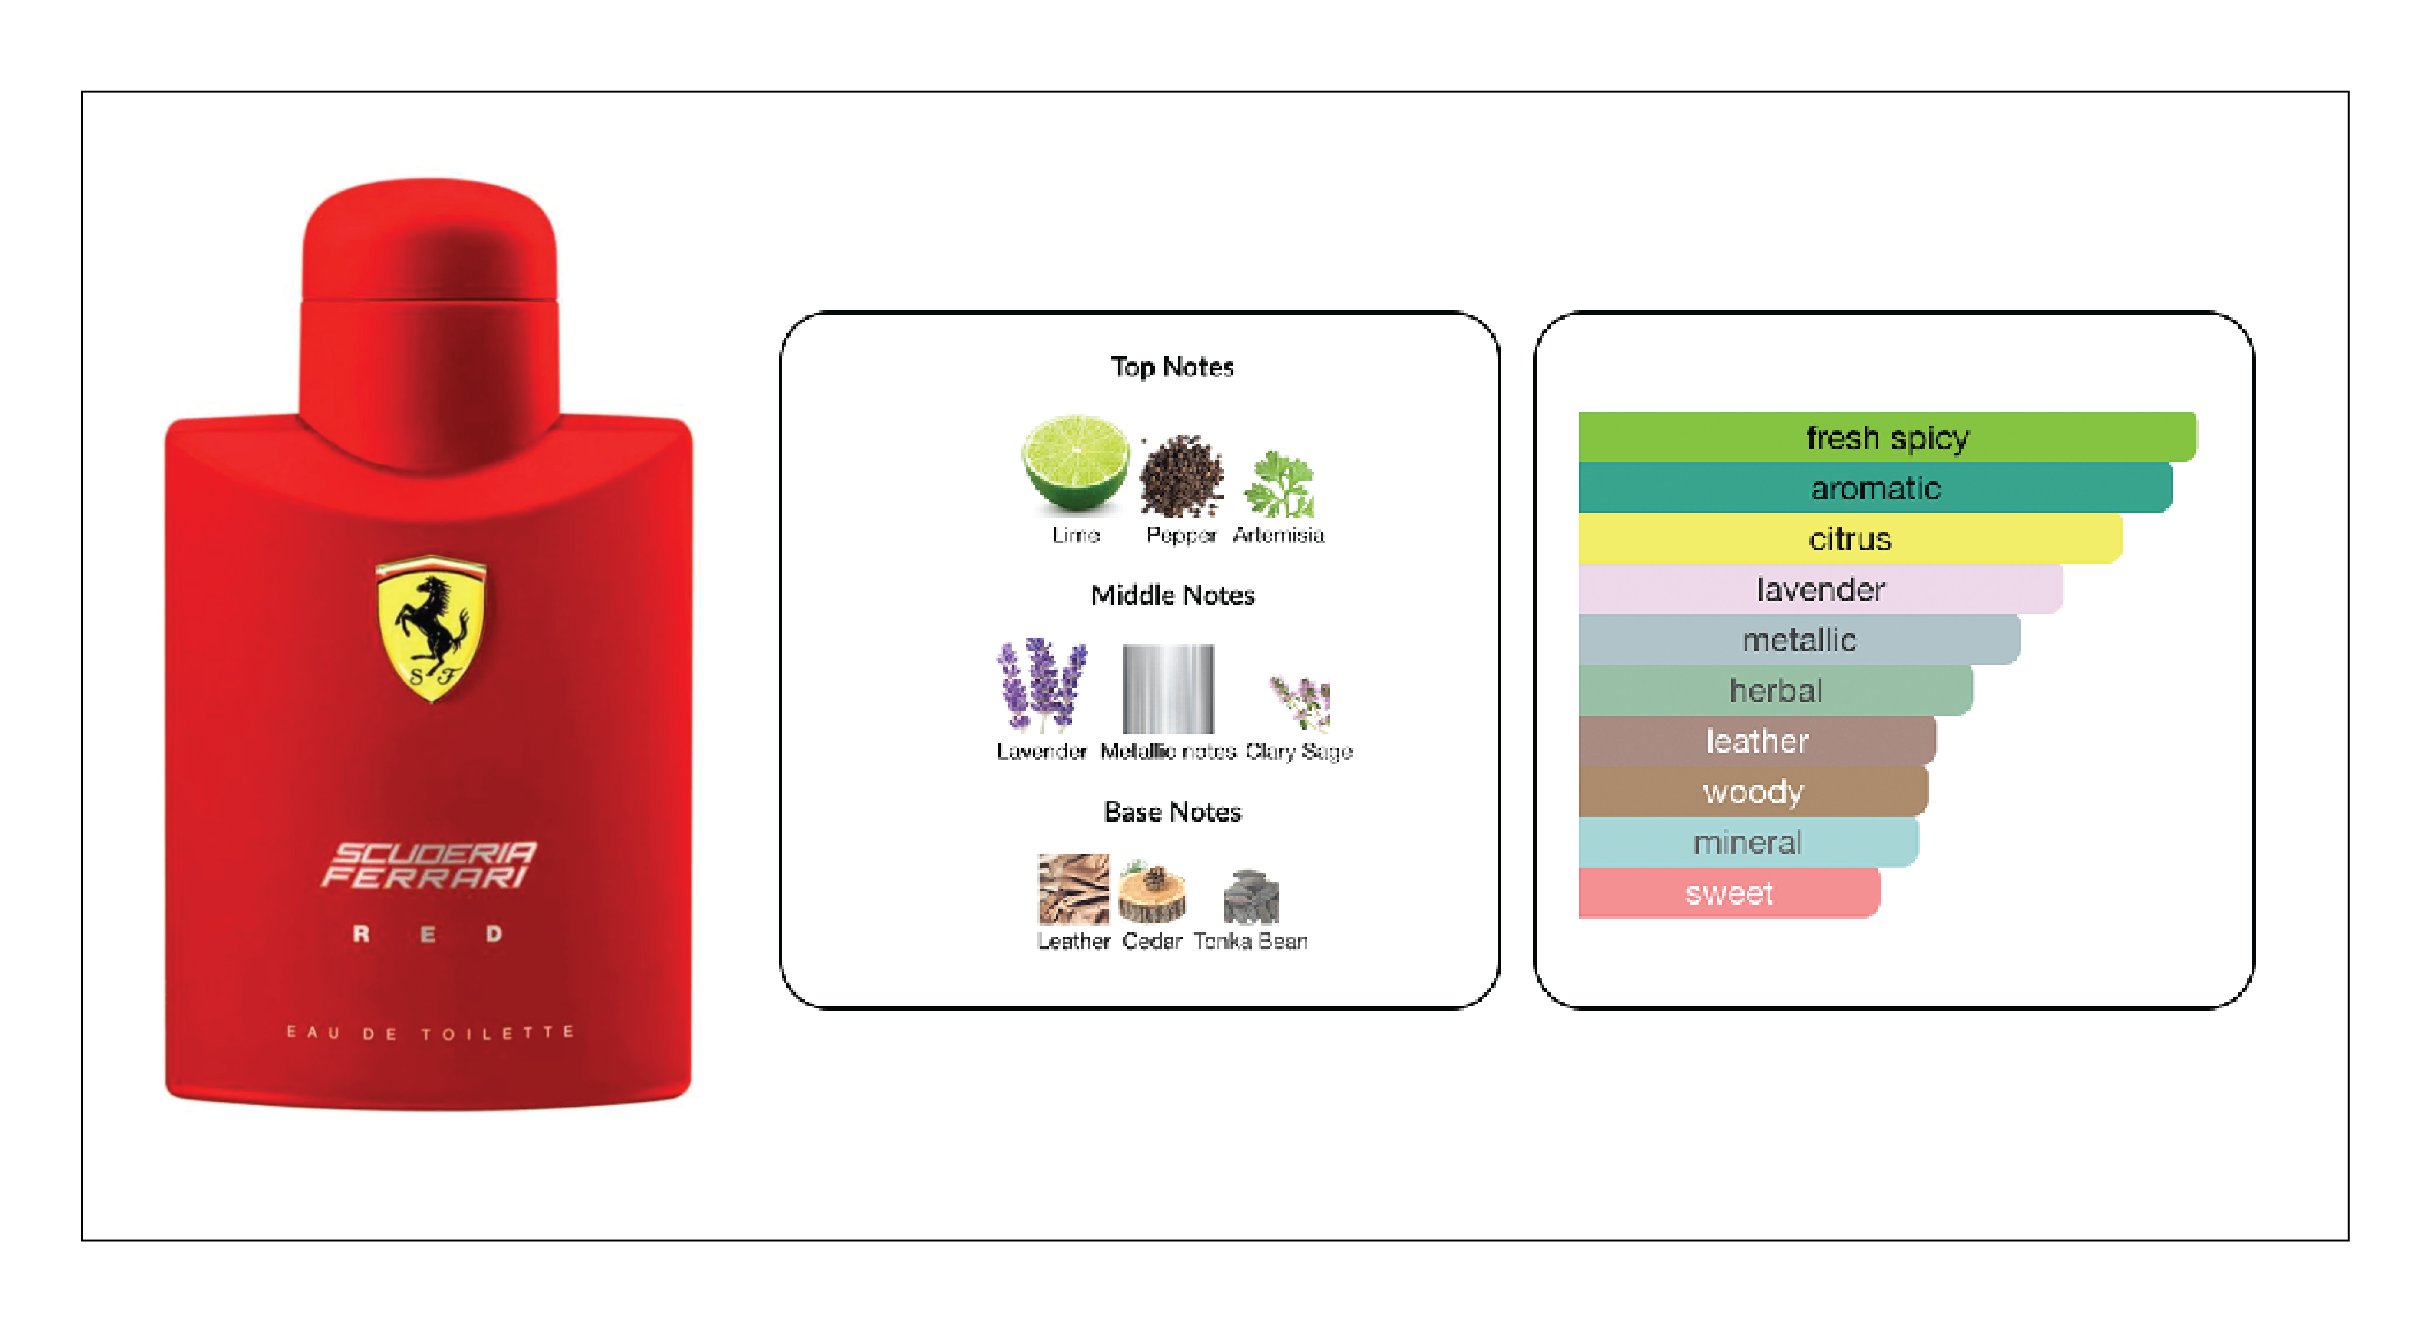 S F
SCUDERIA
FERRARI
RED
EAU DE TOILETTE
Top Notes
Lime Pepper Artemisia
Middle Notes
Lavender Metallic notes Clary Sage
Base Notes
Leather Cedar Tonka Bean
fresh spicy
aromatic
citrus
lavender
metallic
herbal
leather
woody
mineral
sweet